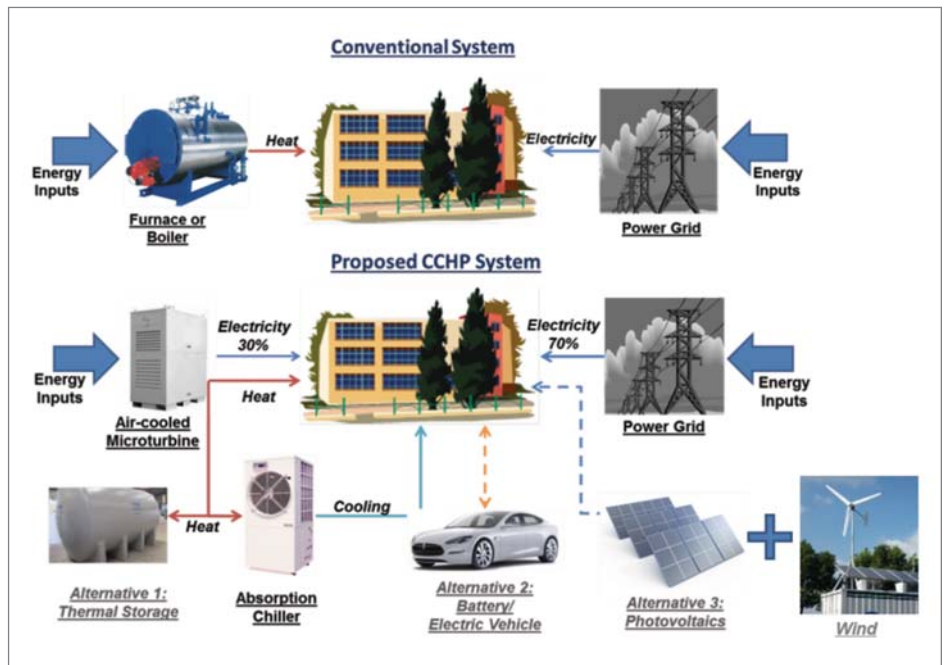 Conventional System
Energy
Inputs
Furnace or
Boiler
Heat
Electricity
Power Grid
Energy
Inputs
Proposed CCHP System
Energy
Inputs
Air-cooled
Microturbine
Electricity
30%
Heat
Electricity
70%
Power Grid
Energy
Inputs
Alternative 1:
Thermal Storage
Heat
Absorption
Chiller
Cooling
Alternative 2:
Battery/
Electric Vehicle
Alternative 3:
Photovoltaics
Wind